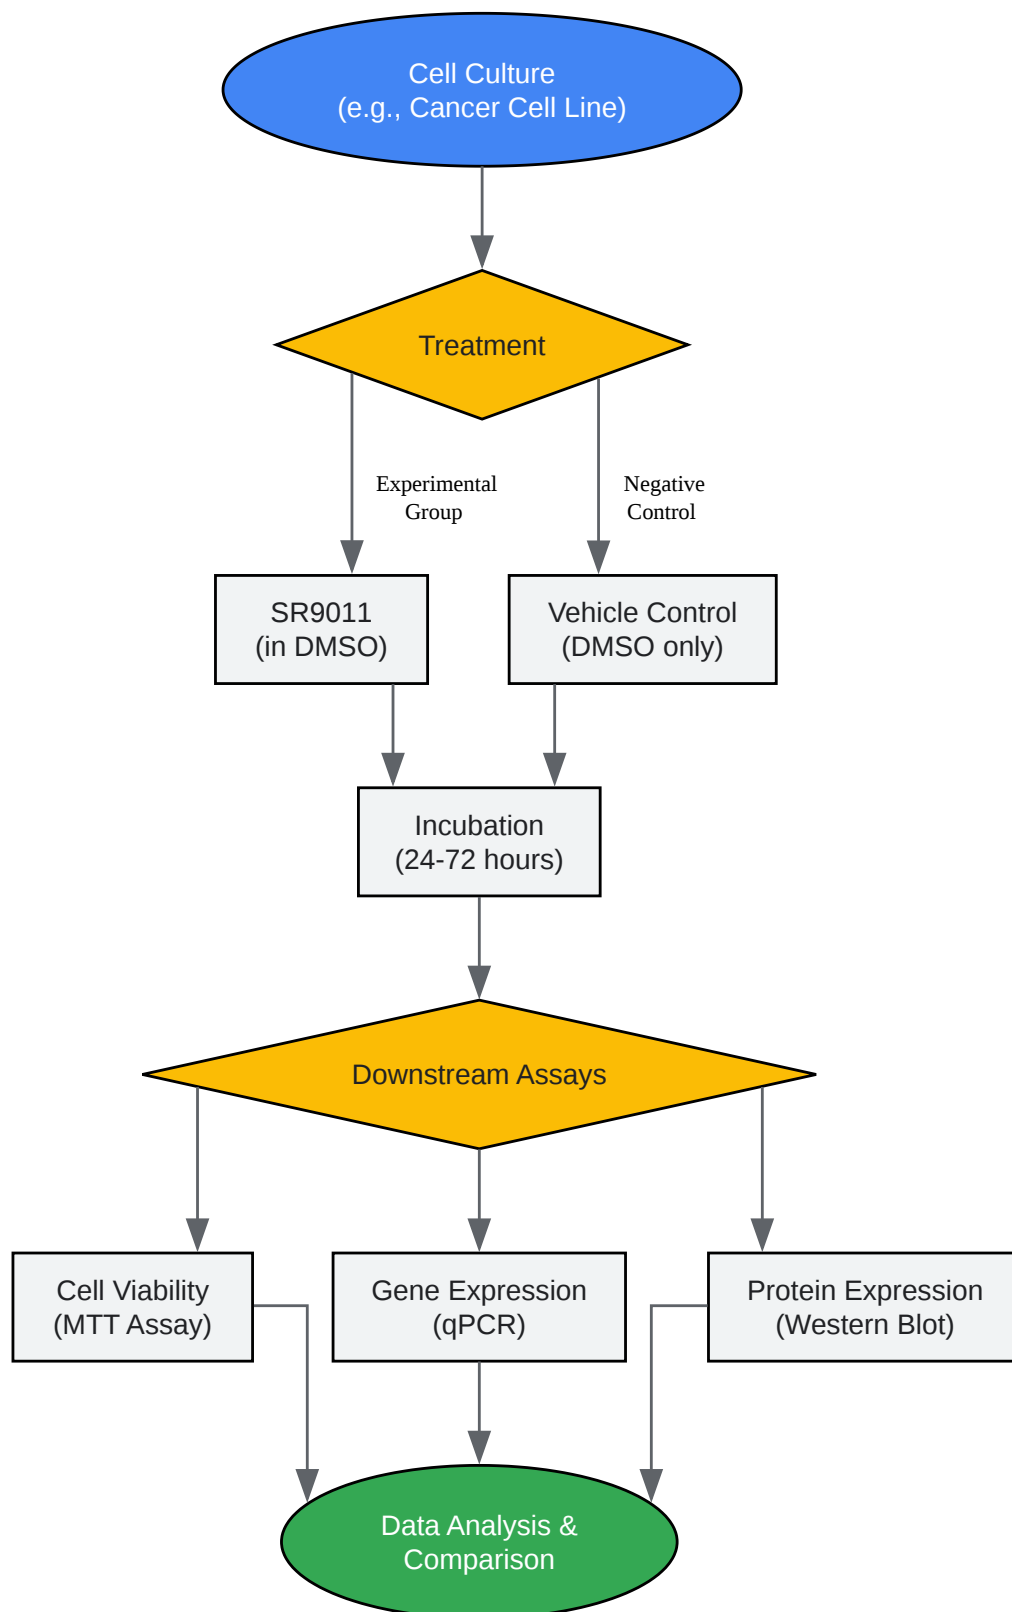 Cell Culture
(e.g., Cancer Cell Line)
Treatment
Experimental
Group
Negative
Control
SR9011
(in DMSO)
Vehicle Control
(DMSO only)
Incubation
(24-72 hours)
Downstream Assays
Cell Viability
(MTT Assay)
Gene Expression
(qPCR)
Protein Expression
(Western Blot)
Data Analysis &
Comparison